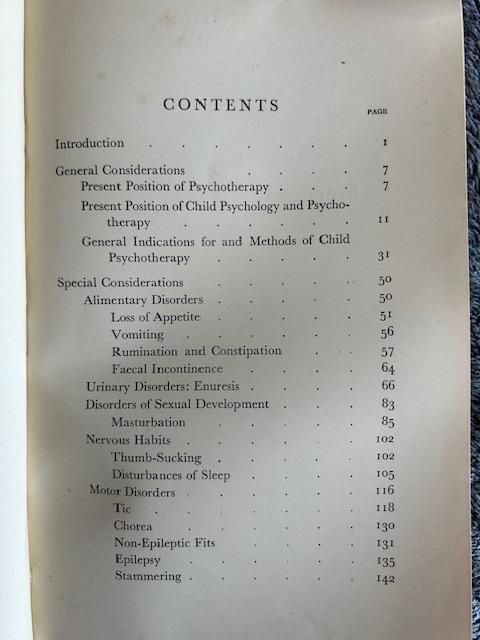 CONTENTS
PAGE
Introduction . . . . . . . 1
General Considerations . . . . 7
Present Position of Psychotherapy . . . 7
Present Position of Child Psychology and Psycho-
therapy . . . . . . 11
General Indications for and Methods of Child
Psychotherapy . . . . . 31
Special Considerations . . . . . 50
Alimentary Disorders . . . . . 50
Loss of Appetite . . . . . 51
Vomiting . . . . . . 56
Rumination and Constipation . . 57
Faecal Incontinence . . . . 64
Urinary Disorders: Enuresis . . . . 66
Disorders of Sexual Development . . . 83
Masturbation . . . . . 85
Nervous Habits . . . . . . 102
Thumb-Sucking . . . . . 102
Disturbances of Sleep . . . . 105
Motor Disorders . . . . . 116
Tic . . . . . . . 118
Chorea . . . . . . 130
Non-Epileptic Fits . . . . 131
Epilepsy . . . . . 135
Stammering . . . . . 142